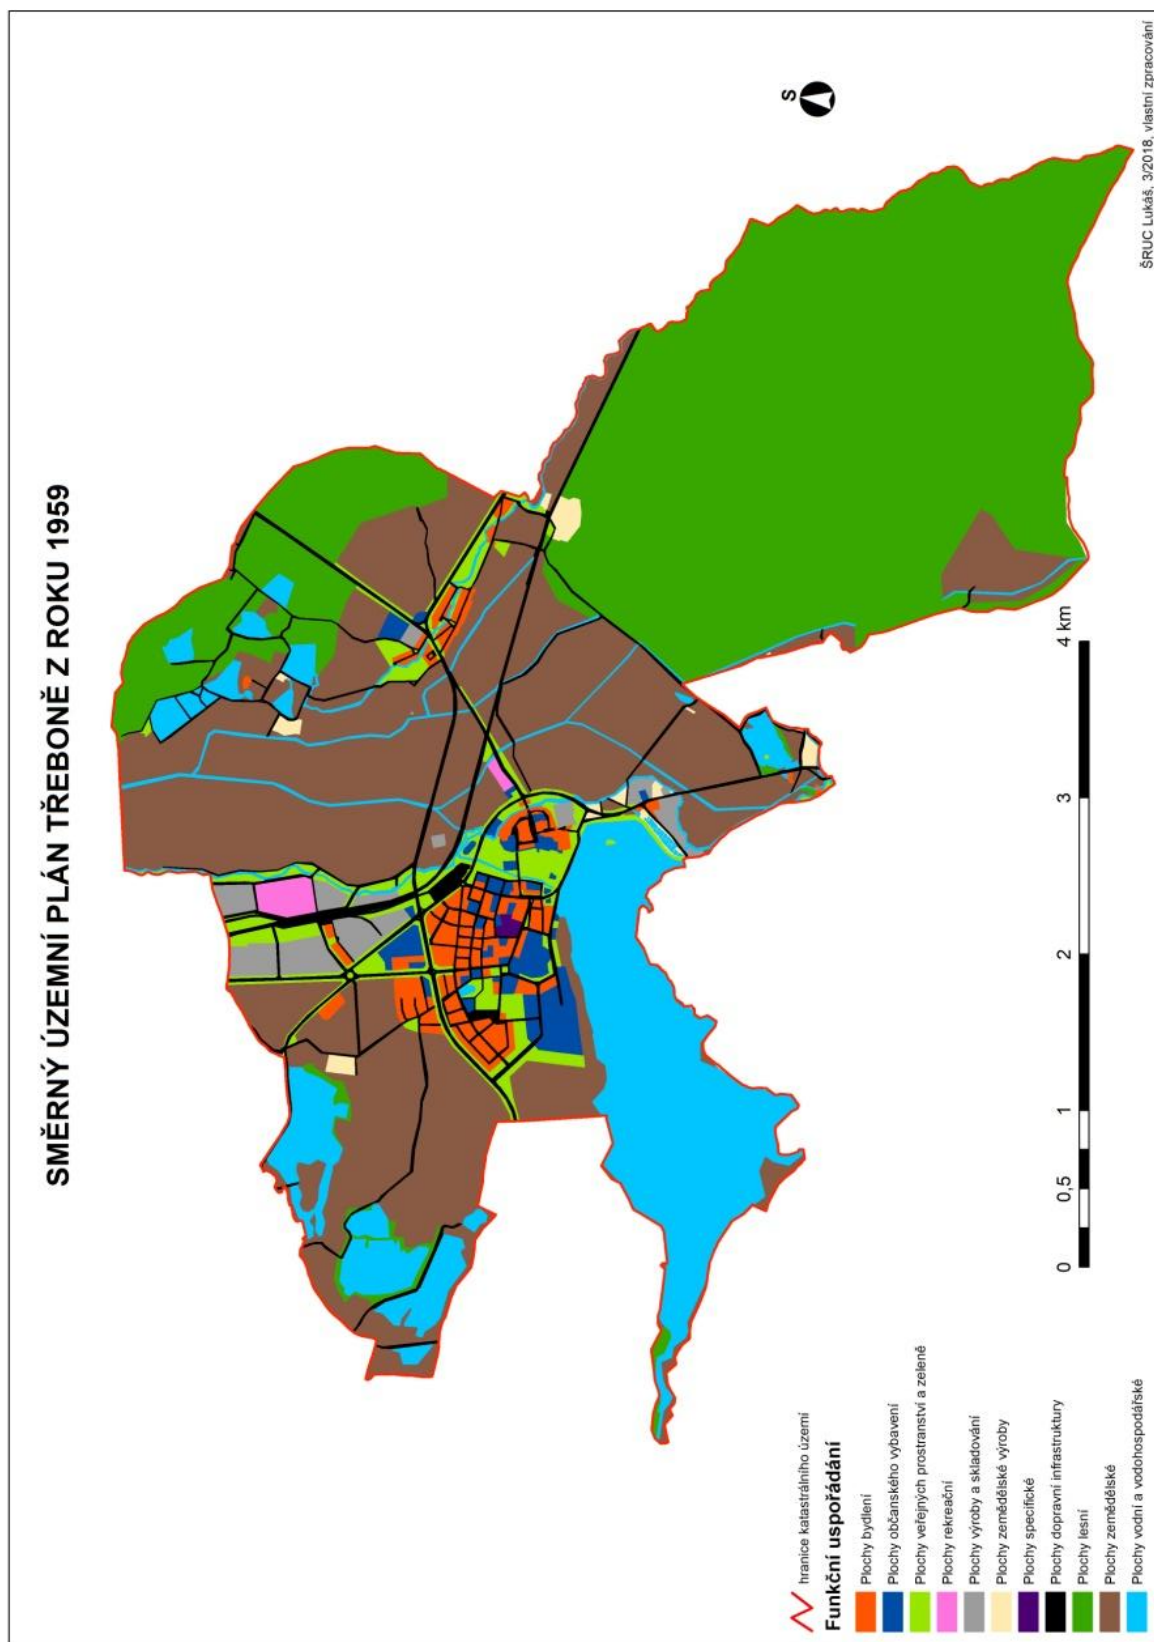 SMĚRNÝ ÚZEMNÍ PLÁN TŘEBONĚ Z ROKU 1959
S
hranice katastrálního území
Funkční uspořádání
Plochy bydlení
Plochy občanského vybavení
Plochy veřejných prostranství a zeleně
Plochy rekreační
Plochy výroby a skladování
Plochy zemědělské výroby
Plochy specifické
Plochy dopravní infrastruktury
Plochy lesní
Plochy zemědělské
Plochy vodní a vodohospodářské
0 0,5 1 2 3 4 km
ŠRUC Lukáš, 3/2018, vlastní zpracování